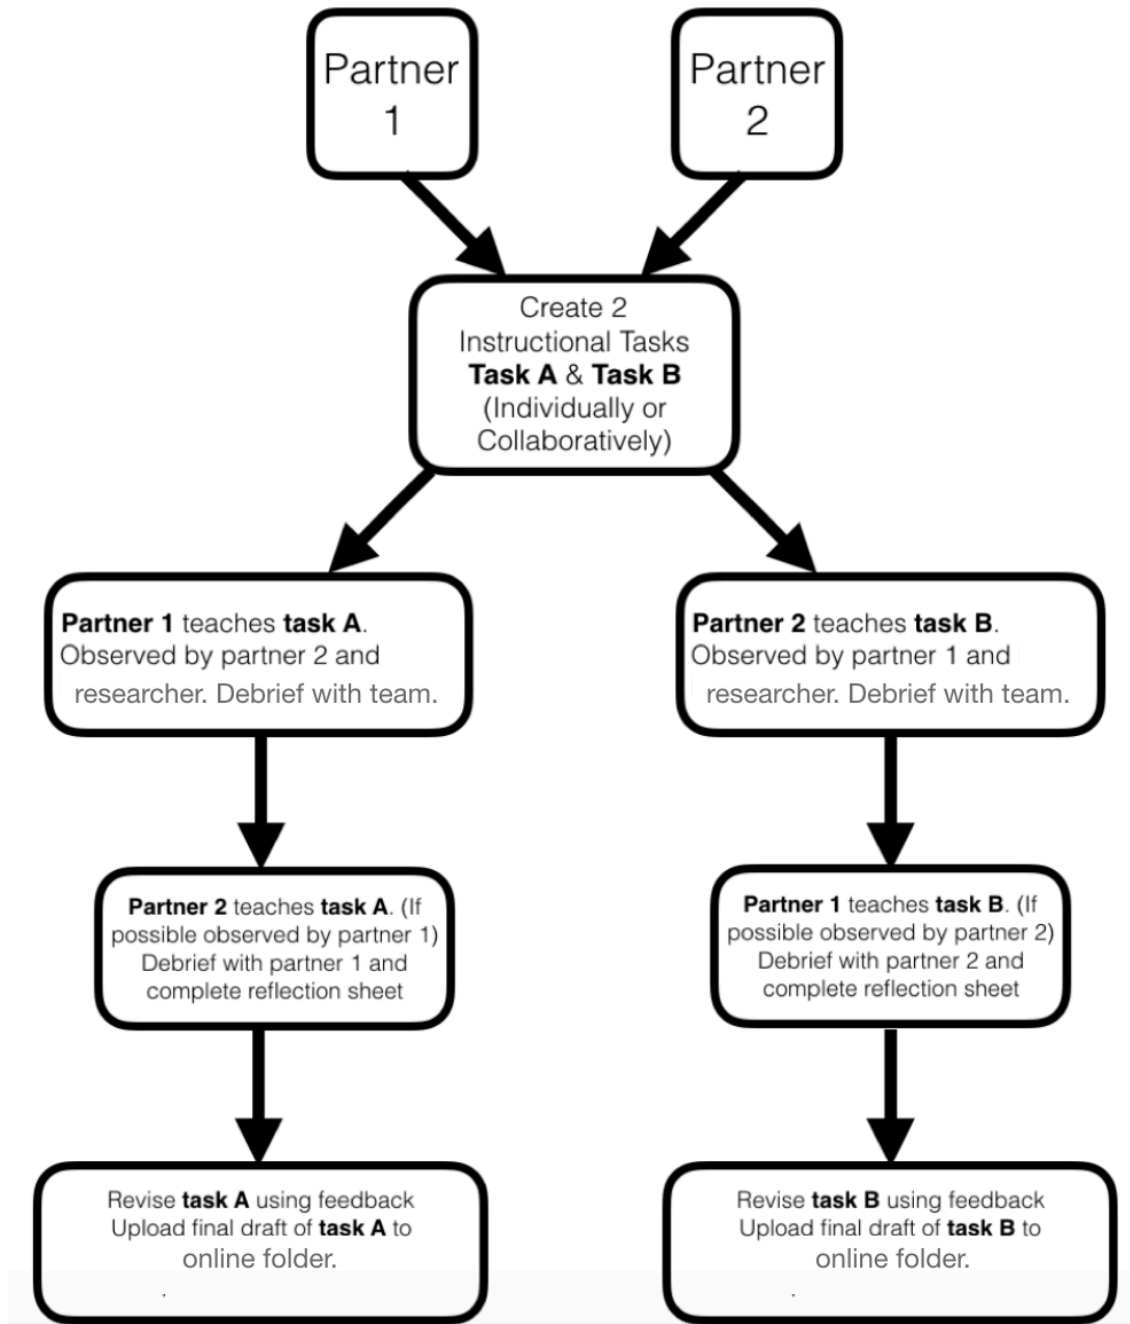 Partner
1
Partner
2
Create 2
Instructional Tasks
Task A & Task B
(Individually or
Collaboratively)
Partner 1 teaches task A.
Observed by partner 2 and
researcher. Debrief with team.
Partner 2 teaches task B.
Observed by partner 1 and
researcher. Debrief with team.
Partner 2 teaches task A. (If
possible observed by partner 1)
Debrief with partner 1 and
complete reflection sheet
Partner 1 teaches task B. (If
possible observed by partner 2)
Debrief with partner 2 and
complete reflection sheet
Revise task A using feedback
Upload final draft of task A to
online folder.
.
Revise task B using feedback
Upload final draft of task B to
online folder.
.